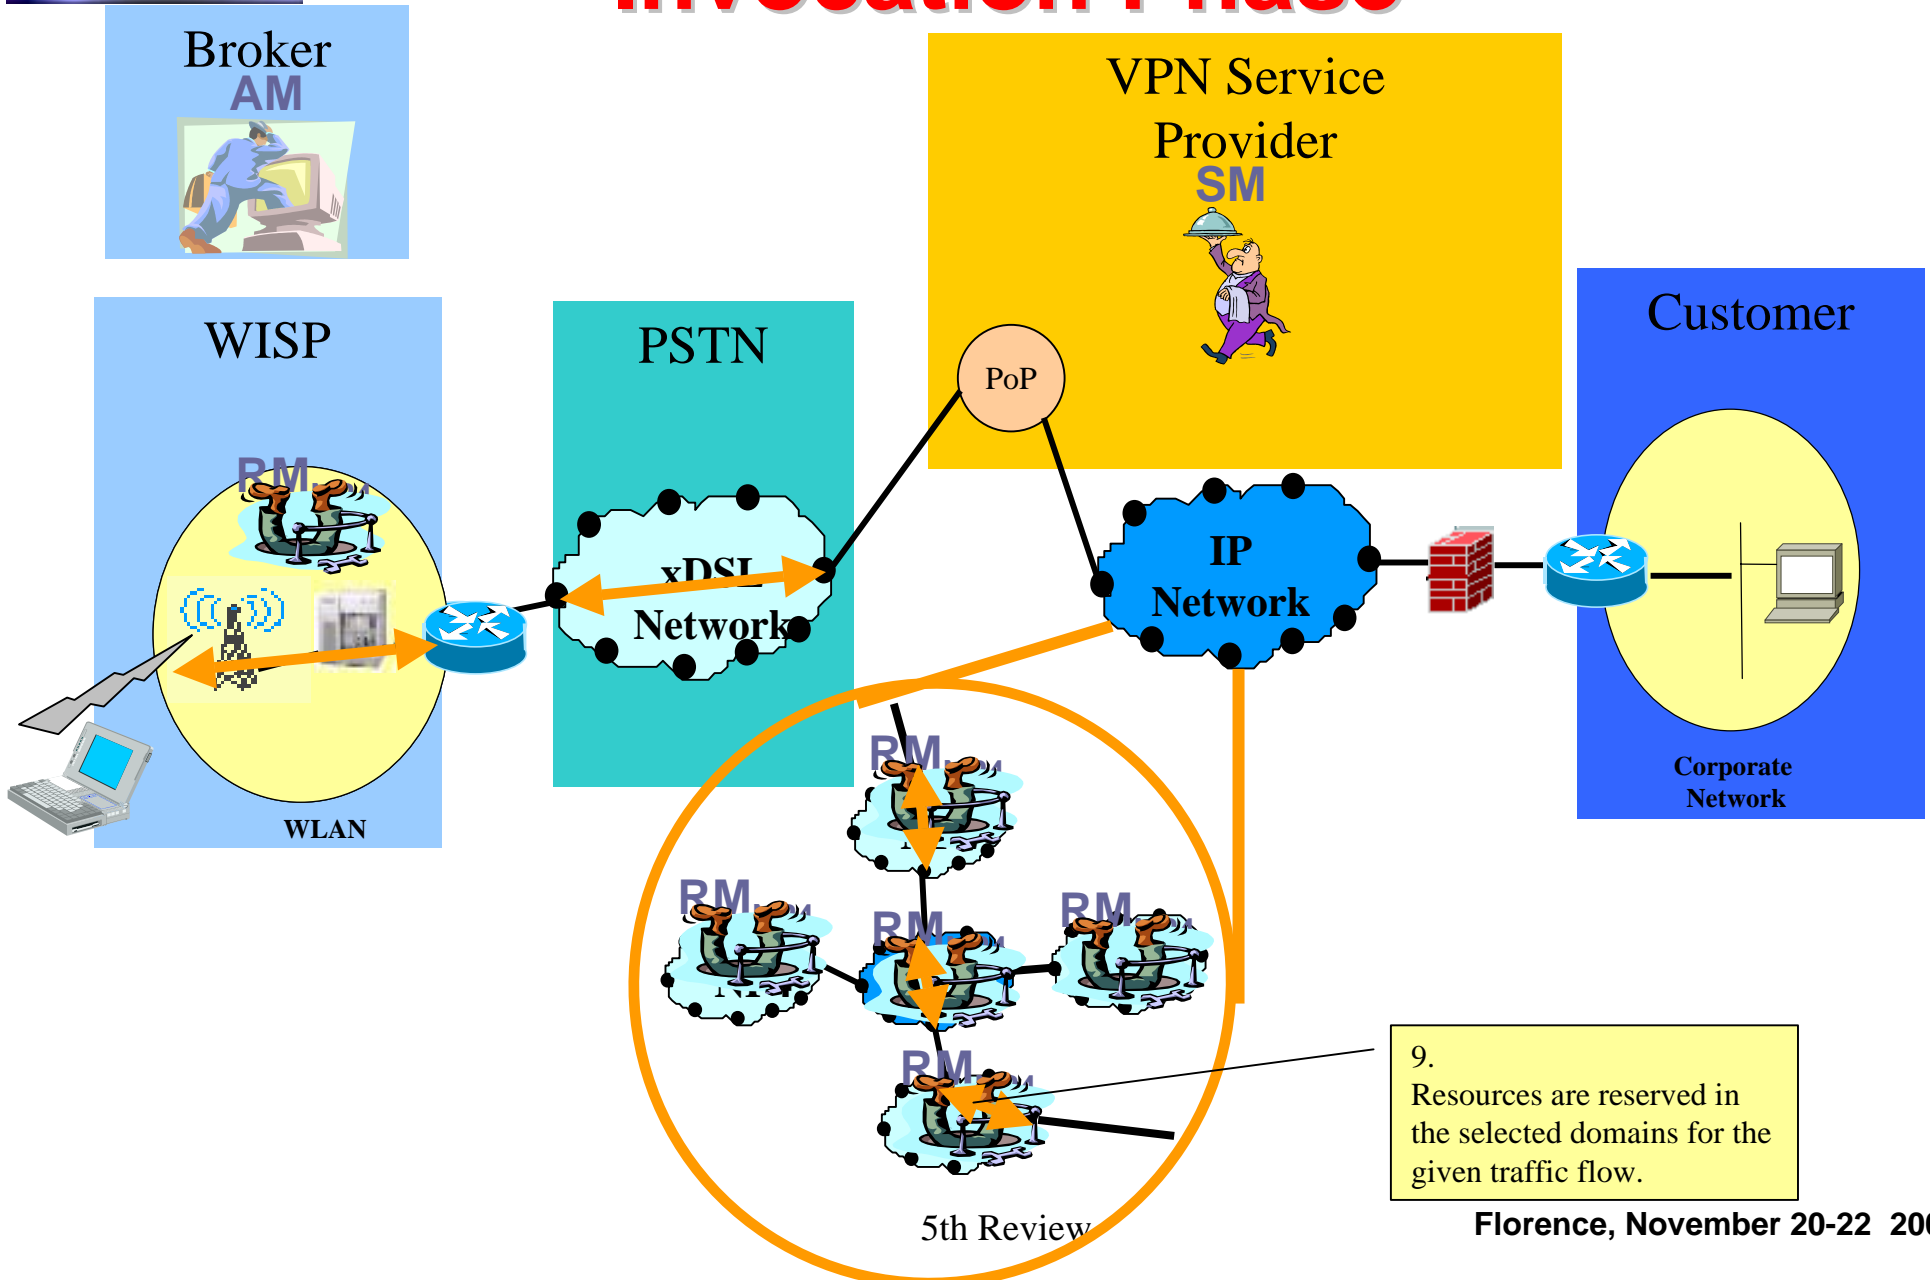 Invocation Phase
Broker
AM
VPN Service
Provider
SM
WISP
PSTN
PoP
Customer
RM
xDSL
Network
IP
Network
WLAN
Corporate
Network
RM
RM
RM
RM
RM
9.
Resources are reserved in
the selected domains for the
given traffic flow.
5th Review
Florence, November 20-22